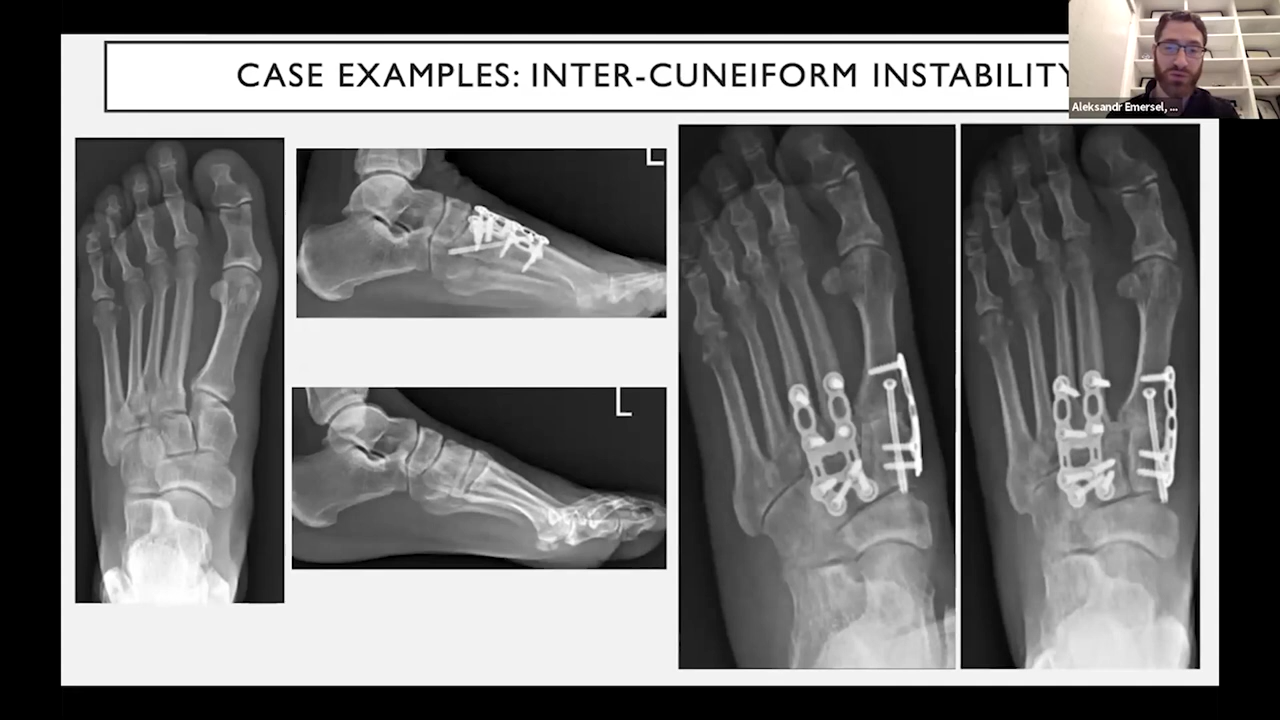 CASE EXAMPLES: INTER-CUNEIFORM INSTABILITY
Aleksandr Emersel, ...
L
L